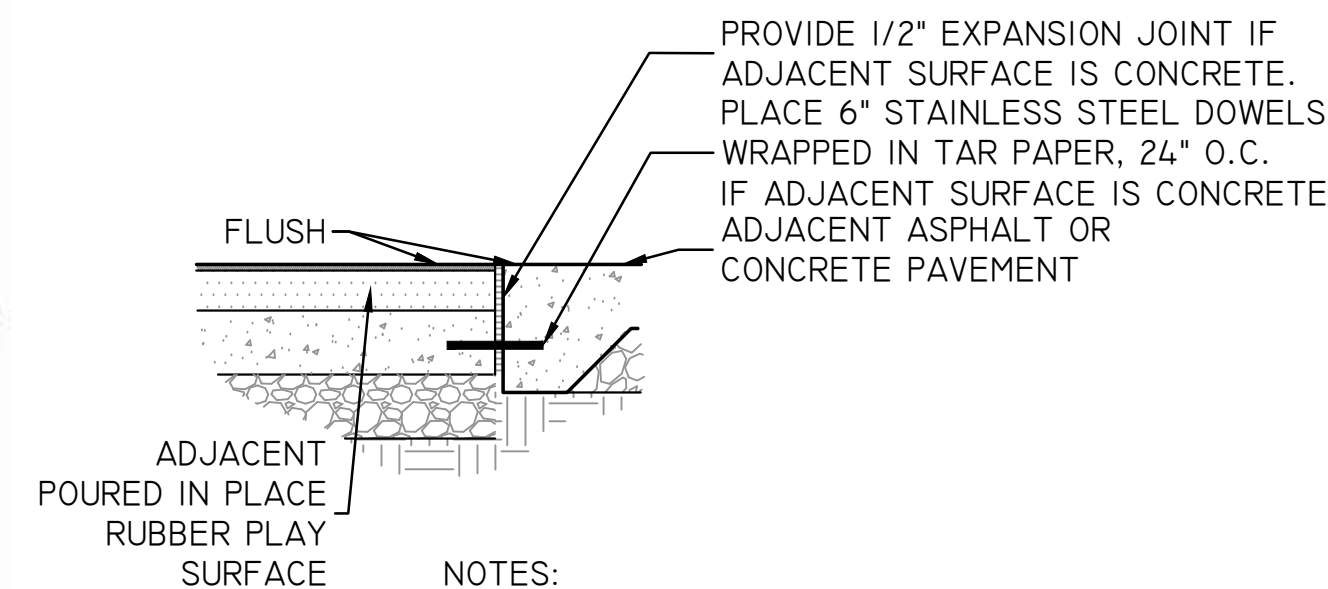 PROVIDE 1/2" EXPANSION JOINT IF
ADJACENT SURFACE IS CONCRETE.
PLACE 6" STAINLESS STEEL DOWELS
WRAPPED IN TAR PAPER, 24" O.C.
IF ADJACENT SURFACE IS CONCRETE
ADJACENT ASPHALT OR
CONCRETE PAVEMENT
FLUSH
ADJACENT
POURED IN PLACE
RUBBER PLAY
SURFACE
NOTES: